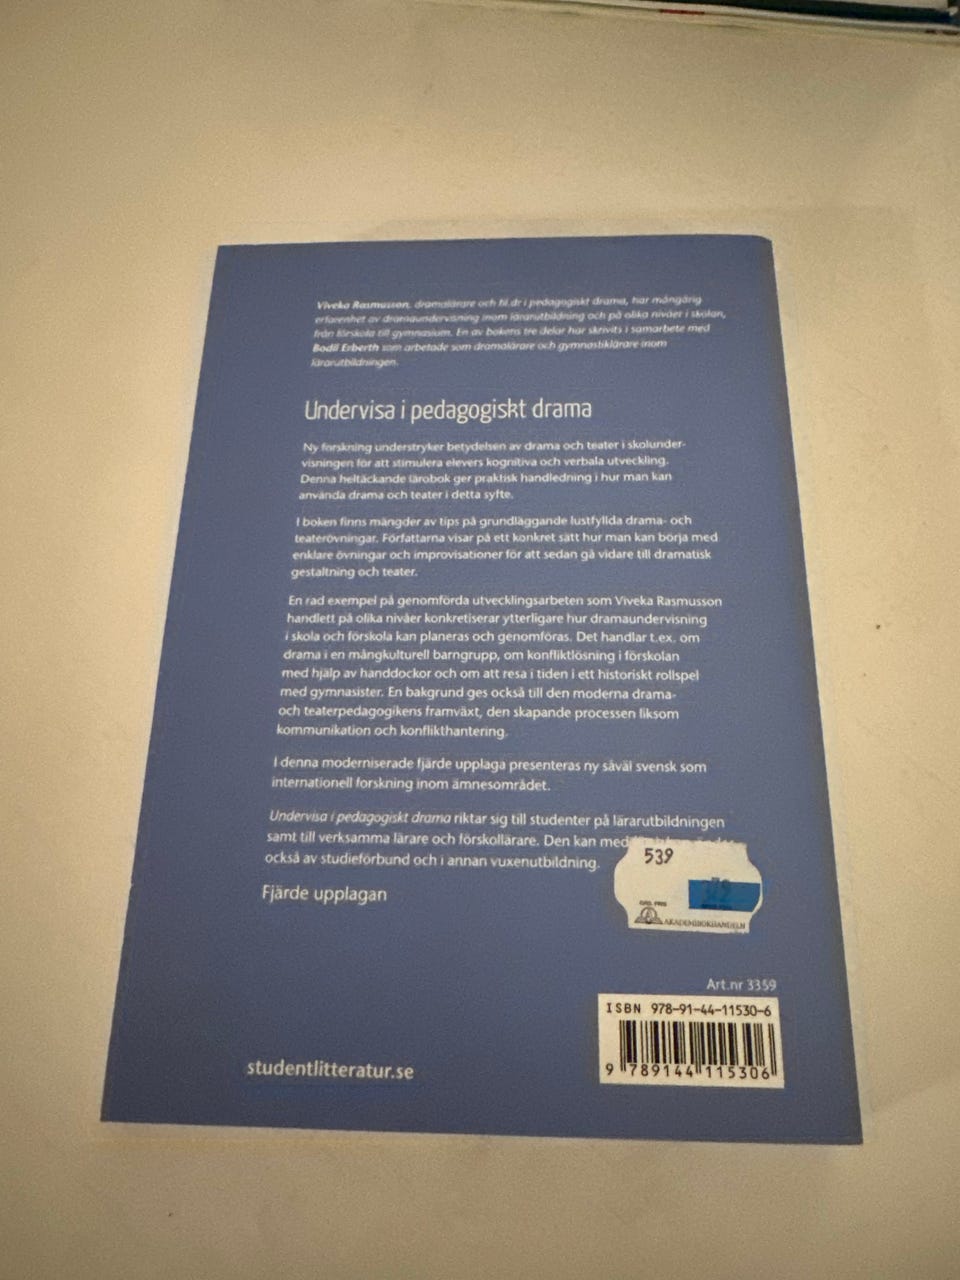 Viveka Rasmusson, dramalärare och fil.dr i pedagogiskt drama, har mångårig
erfarenhet av dramaundervisning inom lärarutbildning och på olika nivåer i skolan,
från förskola till gymnasium. En av bokens tre delar har skrivits i samarbete med
Bodil Erberth som arbetade som dramalärare och gymnastiklärare inom
lärarutbildningen.
Undervisa i pedagogiskt drama
Ny forskning understryker betydelsen av drama och teater i skolunder-
visningen för att stimulera elevers kognitiva och verbala utveckling.
Denna heltäckande lärobok ger praktisk handledning i hur man kan
använda drama och teater i detta syfte.
I boken finns mängder av tips på grundläggande lustfyllda drama- och
teaterövningar. Författarna visar på ett konkret sätt hur man kan börja med
enklare övningar och improvisationer för att sedan gå vidare till dramatisk
gestaltning och teater.
En rad exempel på genomförda utvecklingsarbeten som Viveka Rasmusson
handlett på olika nivåer konkretiserar ytterligare hur dramaundervisning
i skola och förskola kan planeras och genomföras. Det handlar t.ex. om
drama i en mångkulturell barngrupp, om konfliktlösning i förskolan
med hjälp av handdockor och om att resa i tiden i ett historiskt rollspel
med gymnasister. En bakgrund ges också till den moderna drama-
och teaterpedagogikens framväxt, den skapande processen liksom
kommunikation och konflikthantering.
I denna moderniserade fjärde upplaga presenteras ny såväl svensk som
internationell forskning inom ämnesområdet.
Undervisa i pedagogiskt drama riktar sig till studenter på lärarutbildningen
samt till verksamma lärare och förskollärare. Den kan med
också av studieförbund och i annan vuxenutbildning.
539
ORD. PRIS
AKADEMIBOKHANDELN
Fjärde upplagan
Art.nr 3359
ISBN 978-91-44-11530-6
9 789144 115306
studentlitteratur.se